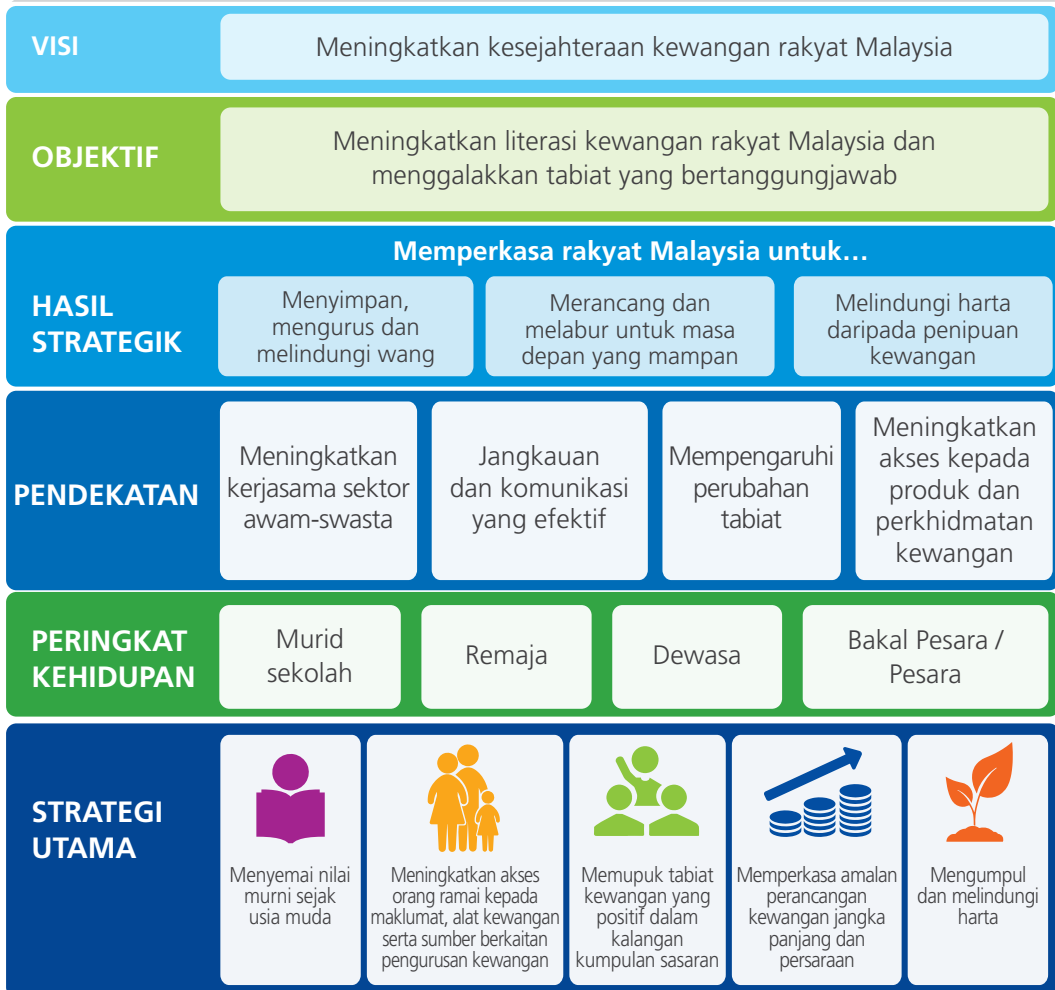 VISI
Meningkatkan kesejahteraan kewangan rakyat Malaysia
OBJEKTIF
Meningkatkan literasi kewangan rakyat Malaysia dan
menggalakkan tabiat yang bertanggungjawab
HASIL
STRATEGIK
Memperkasa rakyat Malaysia untuk...
Menyimpan,
mengurus dan
melindungi wang
Merancang dan
melabur untuk masa
depan yang mampan
Melindungi harta
daripada penipuan
kewangan
PENDEKATAN
Meningkatkan
kerjasama sektor
awam-swasta
Jangkauan
dan komunikasi
yang efektif
Mempengaruhi
perubahan
tabiat
Meningkatkan
akses kepada
produk dan
perkhidmatan
kewangan
PERINGKAT
KEHIDUPAN
Murid
sekolah
Remaja
Dewasa
Bakal Pesara /
Pesara
STRATEGI
UTAMA
Menyemai nilai
murni sejak
usia muda
Meningkatkan akses
orang ramai kepada
maklumat, alat kewangan
serta sumber berkaitan
pengurusan kewangan
Memupuk tabiat
kewangan yang
positif dalam
kalangan
kumpulan sasaran
Memperkasa amalan
perancangan
kewangan jangka
panjang dan
persaraan
Mengumpul
dan melindungi
harta